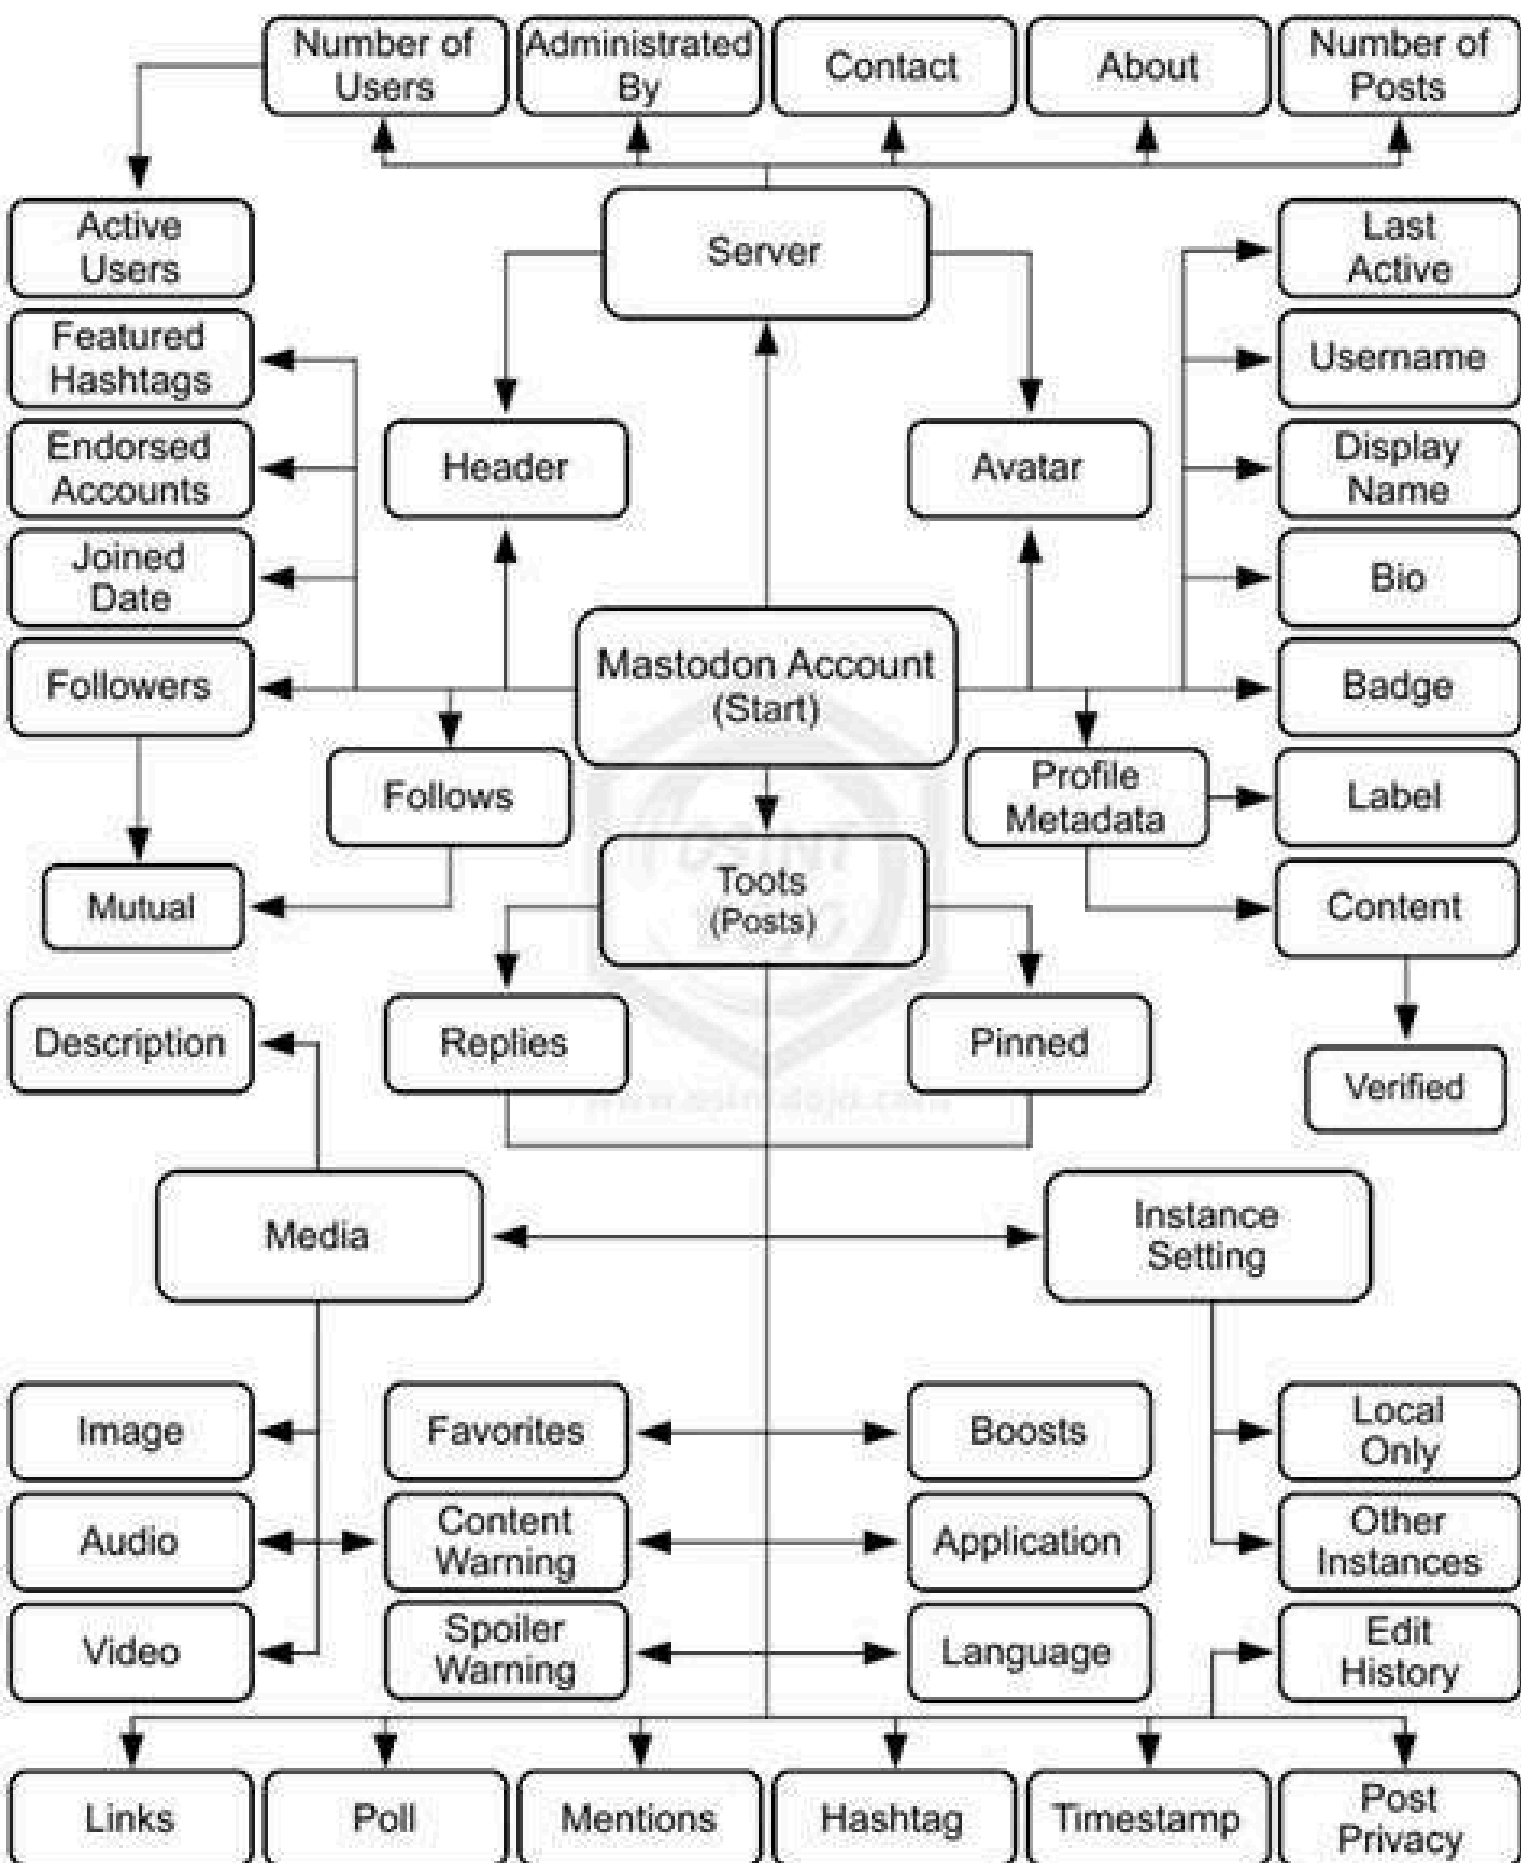 Number of
Users
Administrated
By
Contact
About
Number of
Posts
Active
Users
Server
Last
Active
Featured
Hashtags
Username
Endorsed
Accounts
Header
Avatar
Display
Name
Joined
Date
Bio
Followers
Mastodon Account
(Start)
Badge
Follows
Profile
Metadata
Label
Mutual
Toots
(Posts)
Content
Description
Replies
Pinned
Verified
Media
Instance
Setting
Image
Favorites
Boosts
Local
Only
Audio
Content
Warning
Application
Other
Instances
Video
Spoiler
Warning
Language
Edit
History
Links
Poll
Mentions
Hashtag
Timestamp
Post
Privacy